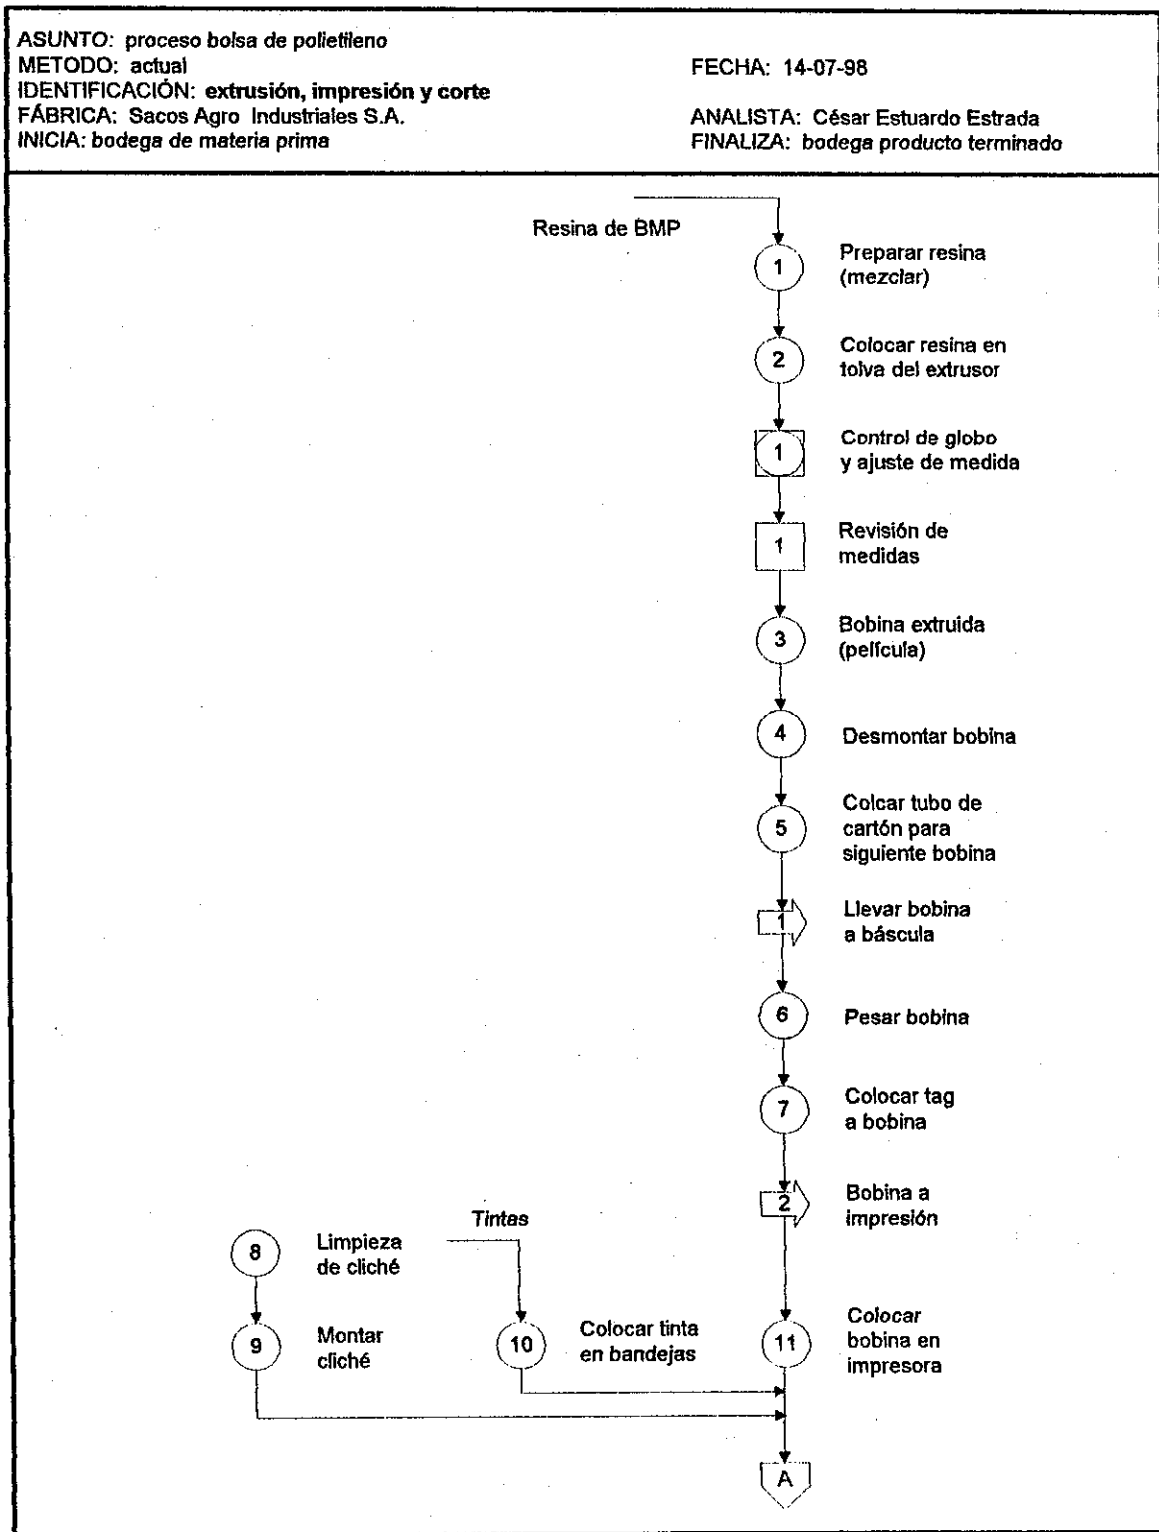 ASUNTO: proceso bolsa de polietileno
METODO: actual
FECHA: 14-07-98
IDENTIFICACIÓN: extrusión, impresión y corte
FÁBRICA: Sacos Agro Industriales S.A.
ANALISTA: César Estuardo Estrada
INICIA: bodega de materia prima
FINALIZA: bodega producto terminado
Resina de BMP
1
Preparar resina
(mezclar)
2
Colocar resina en
tolva del extrusor
1
Control de globo
y ajuste de medida
1
Revisión de
medidas
3
Bobina extruida
(película)
4
Desmontar bobina
5
Colcar tubo de
cartón para
siguiente bobina
1
Llevar bobina
a báscula
6
Pesar bobina
7
Colocar tag
a bobina
2
Bobina a
impresión
Tintas
8
Limpieza
de cliché
9
Montar
cliché
10
Colocar tinta
en bandejas
11
Colocar
bobina en
impresora
A